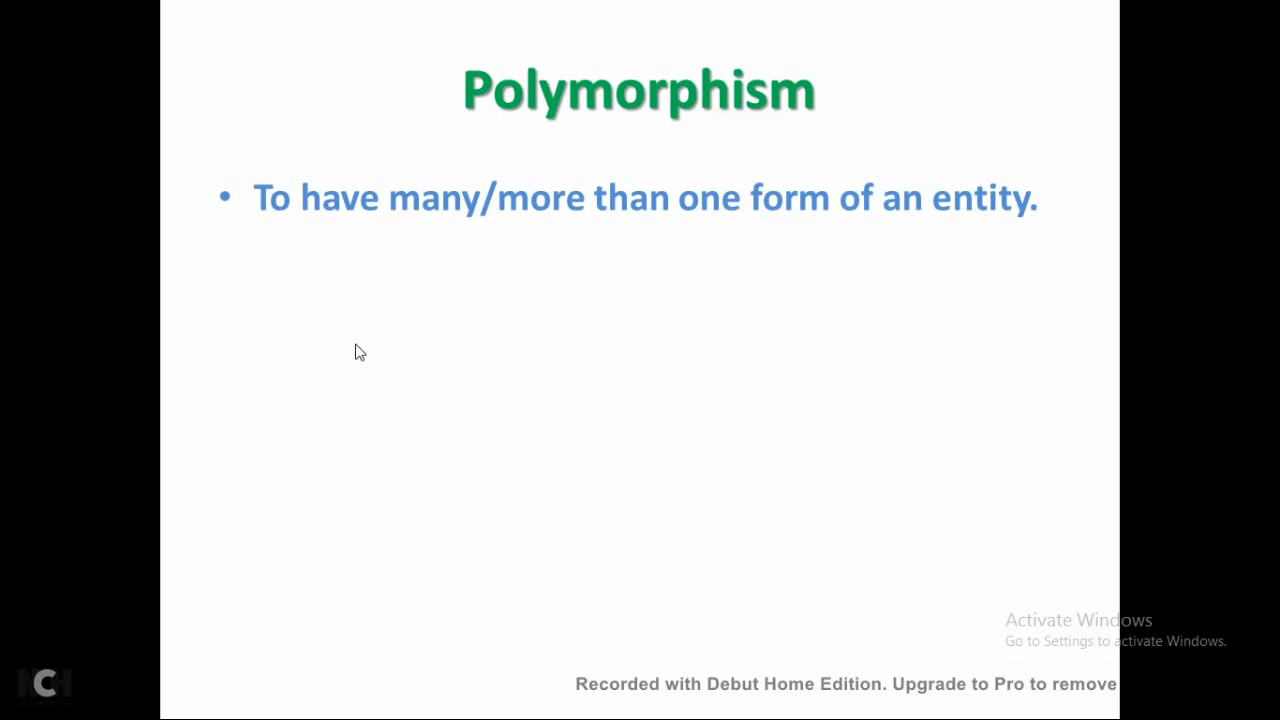 Polymorphism
• To have many/more than one form of an entity.
Activate Windows
Go to Settings to activate Windows.
NCH
Recorded with Debut Home Edition. Upgrade to Pro to remove